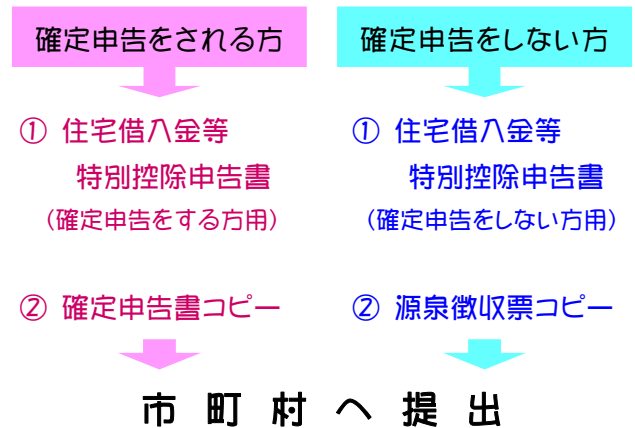 確定申告をされる方
① 住宅借入金等
特別控除申告書
(確定申告をする方用)
② 確定申告書コピー
確定申告をしない方
① 住宅借入金等
特別控除申告書
(確定申告をしない方用)
② 源泉徴収票コピー
市町村へ提出